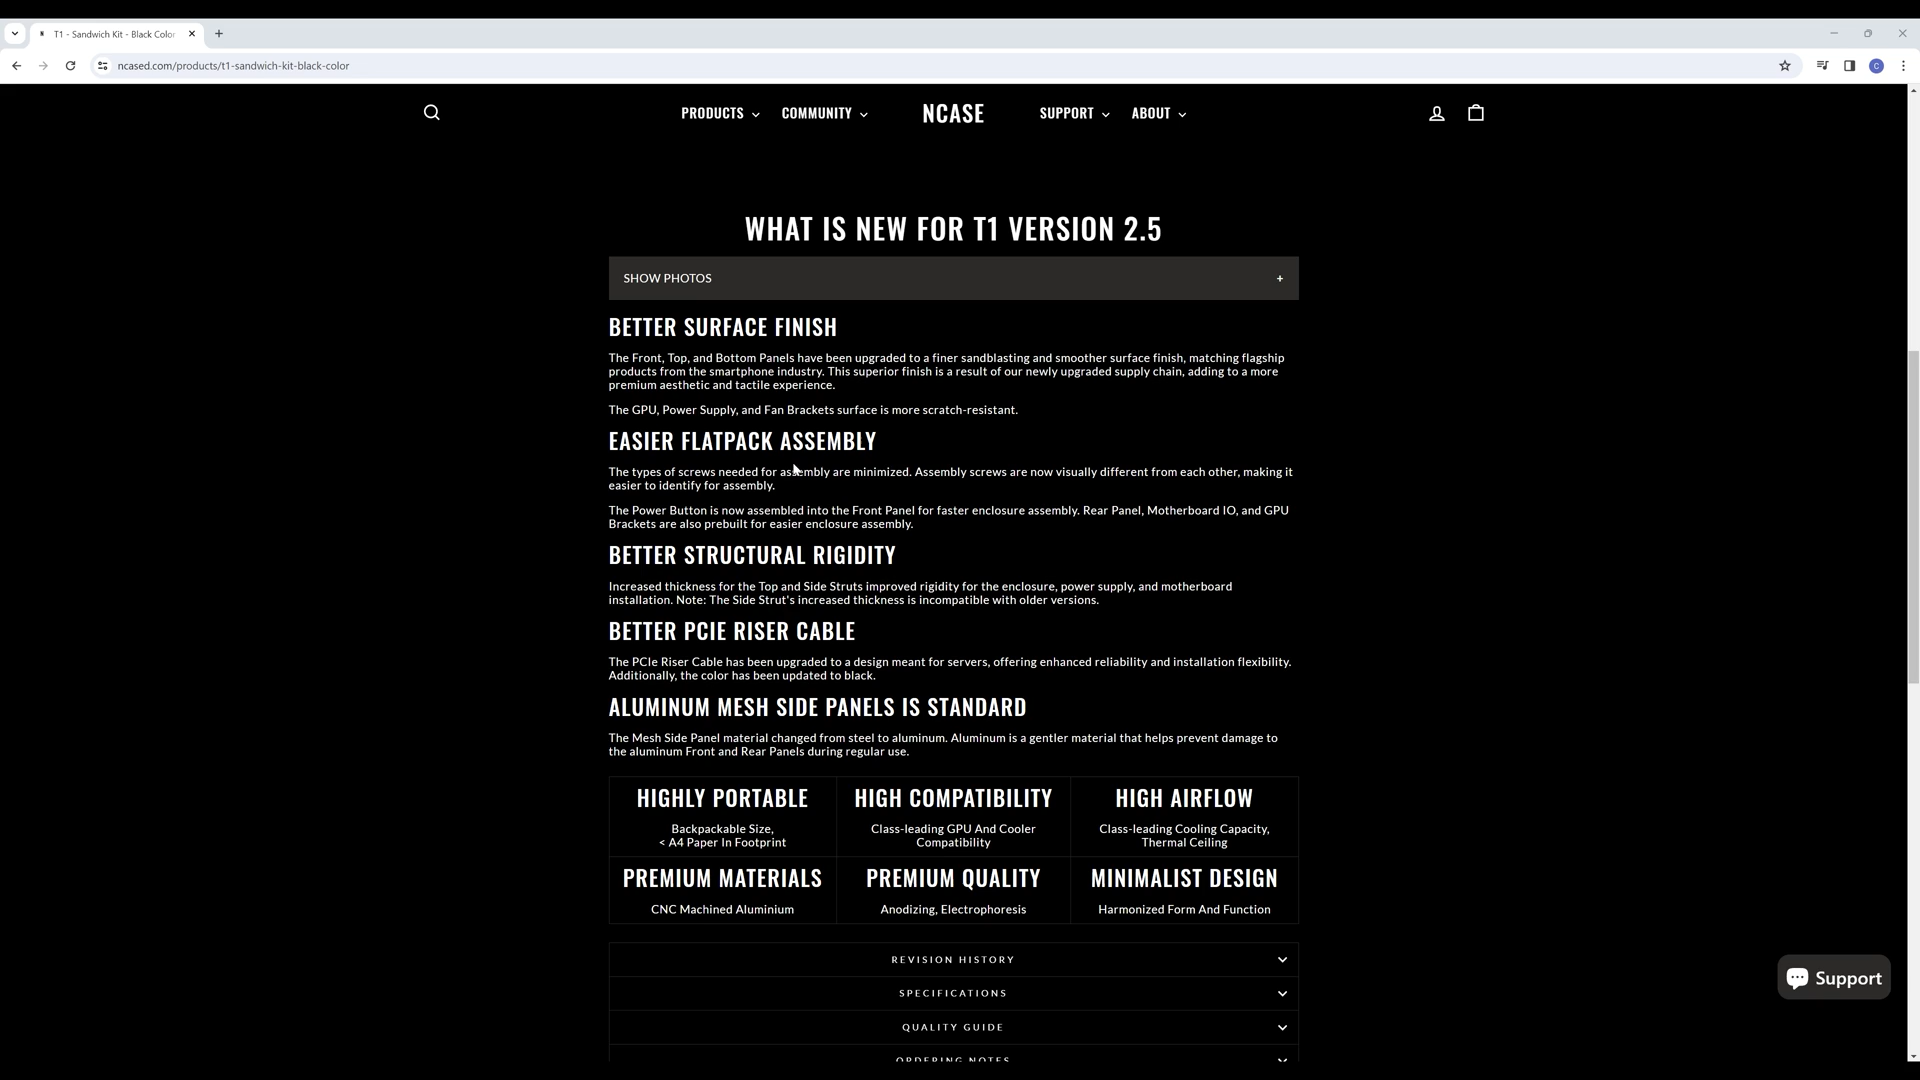 T1 - Sandwich Kit - Black Color
ncased.com/products/t1-sandwich-kit-black-color
PRODUCTS
COMMUNITY
NCASE
SUPPORT
ABOUT
WHAT IS NEW FOR T1 VERSION 2.5
SHOW PHOTOS +
BETTER SURFACE FINISH
The Front, Top, and Bottom Panels have been upgraded to a finer sandblasting and smoother surface finish, matching flagship
products from the smartphone industry. This superior finish is a result of our newly upgraded supply chain, adding to a more
premium aesthetic and tactile experience.
The GPU, Power Supply, and Fan Brackets surface is more scratch-resistant.
EASIER FLATPACK ASSEMBLY
The types of screws needed for assembly are minimized. Assembly screws are now visually different from each other, making it
easier to identify for assembly.
The Power Button is now assembled into the Front Panel for faster enclosure assembly. Rear Panel, Motherboard IO, and GPU
Brackets are also prebuilt for easier enclosure assembly.
BETTER STRUCTURAL RIGIDITY
Increased thickness for the Top and Side Struts improved rigidity for the enclosure, power supply, and motherboard
installation. Note: The Side Strut's increased thickness is incompatible with older versions.
BETTER PCIE RISER CABLE
The PCIe Riser Cable has been upgraded to a design meant for servers, offering enhanced reliability and installation flexibility.
Additionally, the color has been updated to black.
ALUMINUM MESH SIDE PANELS IS STANDARD
The Mesh Side Panel material changed from steel to aluminum. Aluminum is a gentler material that helps prevent damage to
the aluminum Front and Rear Panels during regular use.
HIGHLY PORTABLE
Backpackable Size,
< A4 Paper In Footprint
HIGH COMPATIBILITY
Class-leading GPU And Cooler
Compatibility
HIGH AIRFLOW
Class-leading Cooling Capacity,
Thermal Ceiling
PREMIUM MATERIALS
CNC Machined Aluminium
PREMIUM QUALITY
Anodizing, Electrophoresis
MINIMALIST DESIGN
Harmonized Form And Function
REVISION HISTORY
SPECIFICATIONS
QUALITY GUIDE
ORDERING NOTES
Support
C